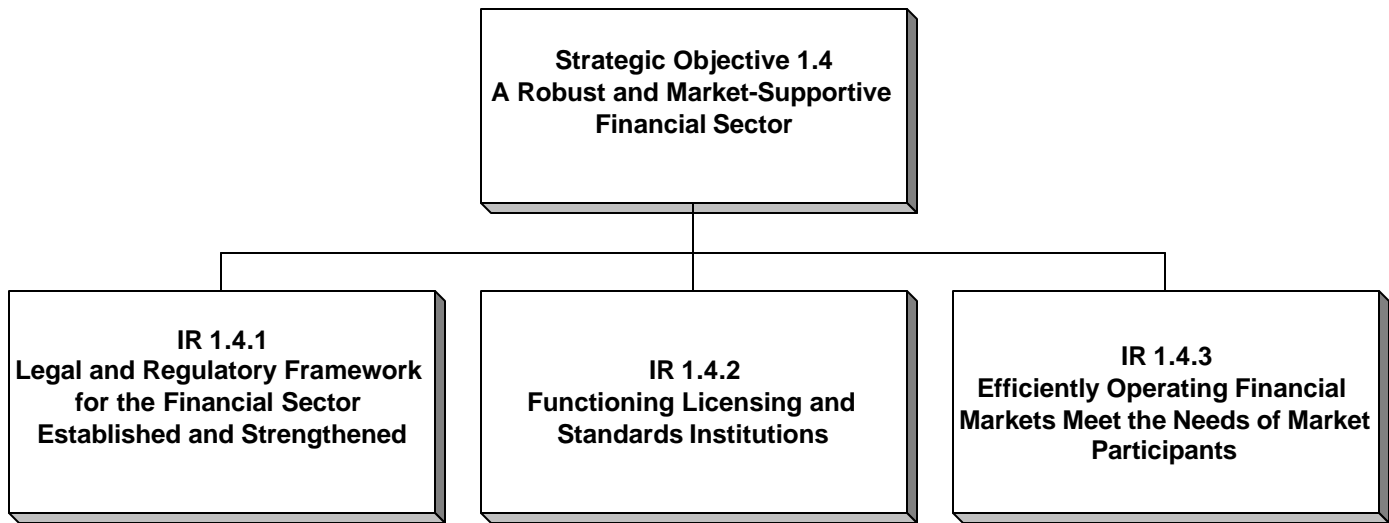 Strategic Objective 1.4
A Robust and Market-Supportive
Financial Sector
IR 1.4.1
Legal and Regulatory Framework
for the Financial Sector
Established and Strengthened
IR 1.4.2
Functioning Licensing and
Standards Institutions
IR 1.4.3
Efficiently Operating Financial
Markets Meet the Needs of Market
Participants